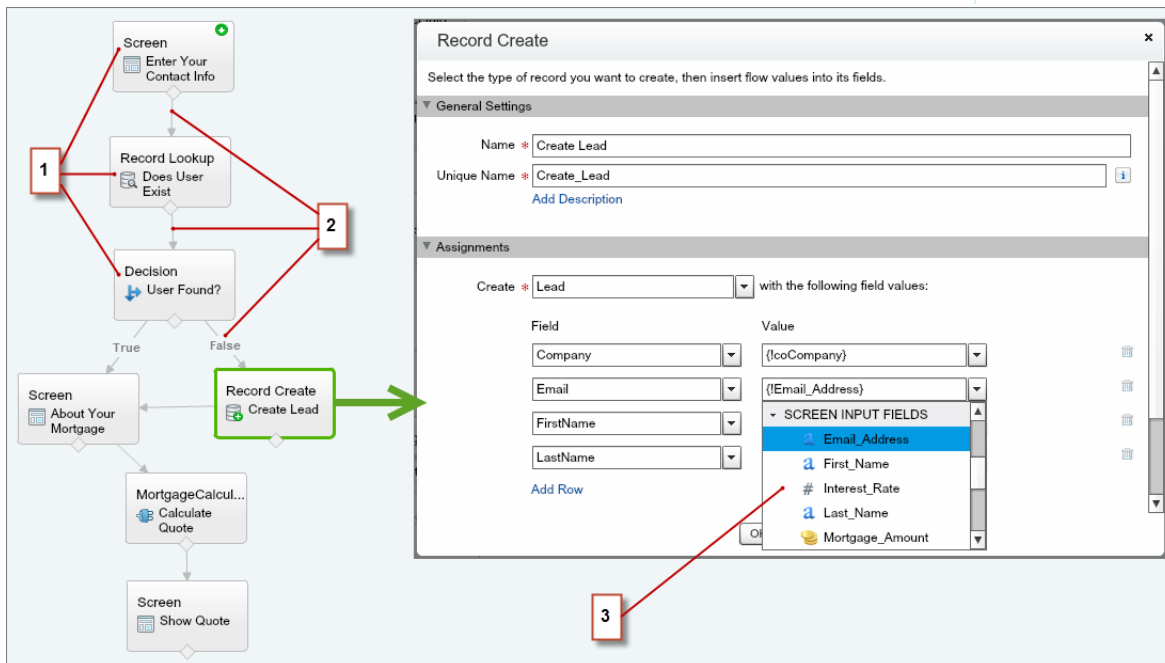 Screen
Enter Your
Contact Info
Record Lookup
Does User
Exist
1
2
Decision
User Found?
True
False
Screen
About Your
Mortgage
Record Create
Create Lead
MortgageCalcul...
Calculate
Quote
Screen
Show Quote
Record Create
×
Select the type of record you want to create, then insert flow values into its fields.
General Settings
Name * Create Lead
Unique Name * Create_Lead
i
Add Description
Assignments
Create * Lead with the following field values:
Field Value
Company {!coCompany}
Email {!Email_Address}
FirstName
LastName
SCREEN INPUT FIELDS
a Email_Address
a First_Name
# Interest_Rate
a Last_Name
Mortgage_Amount
Add Row
3